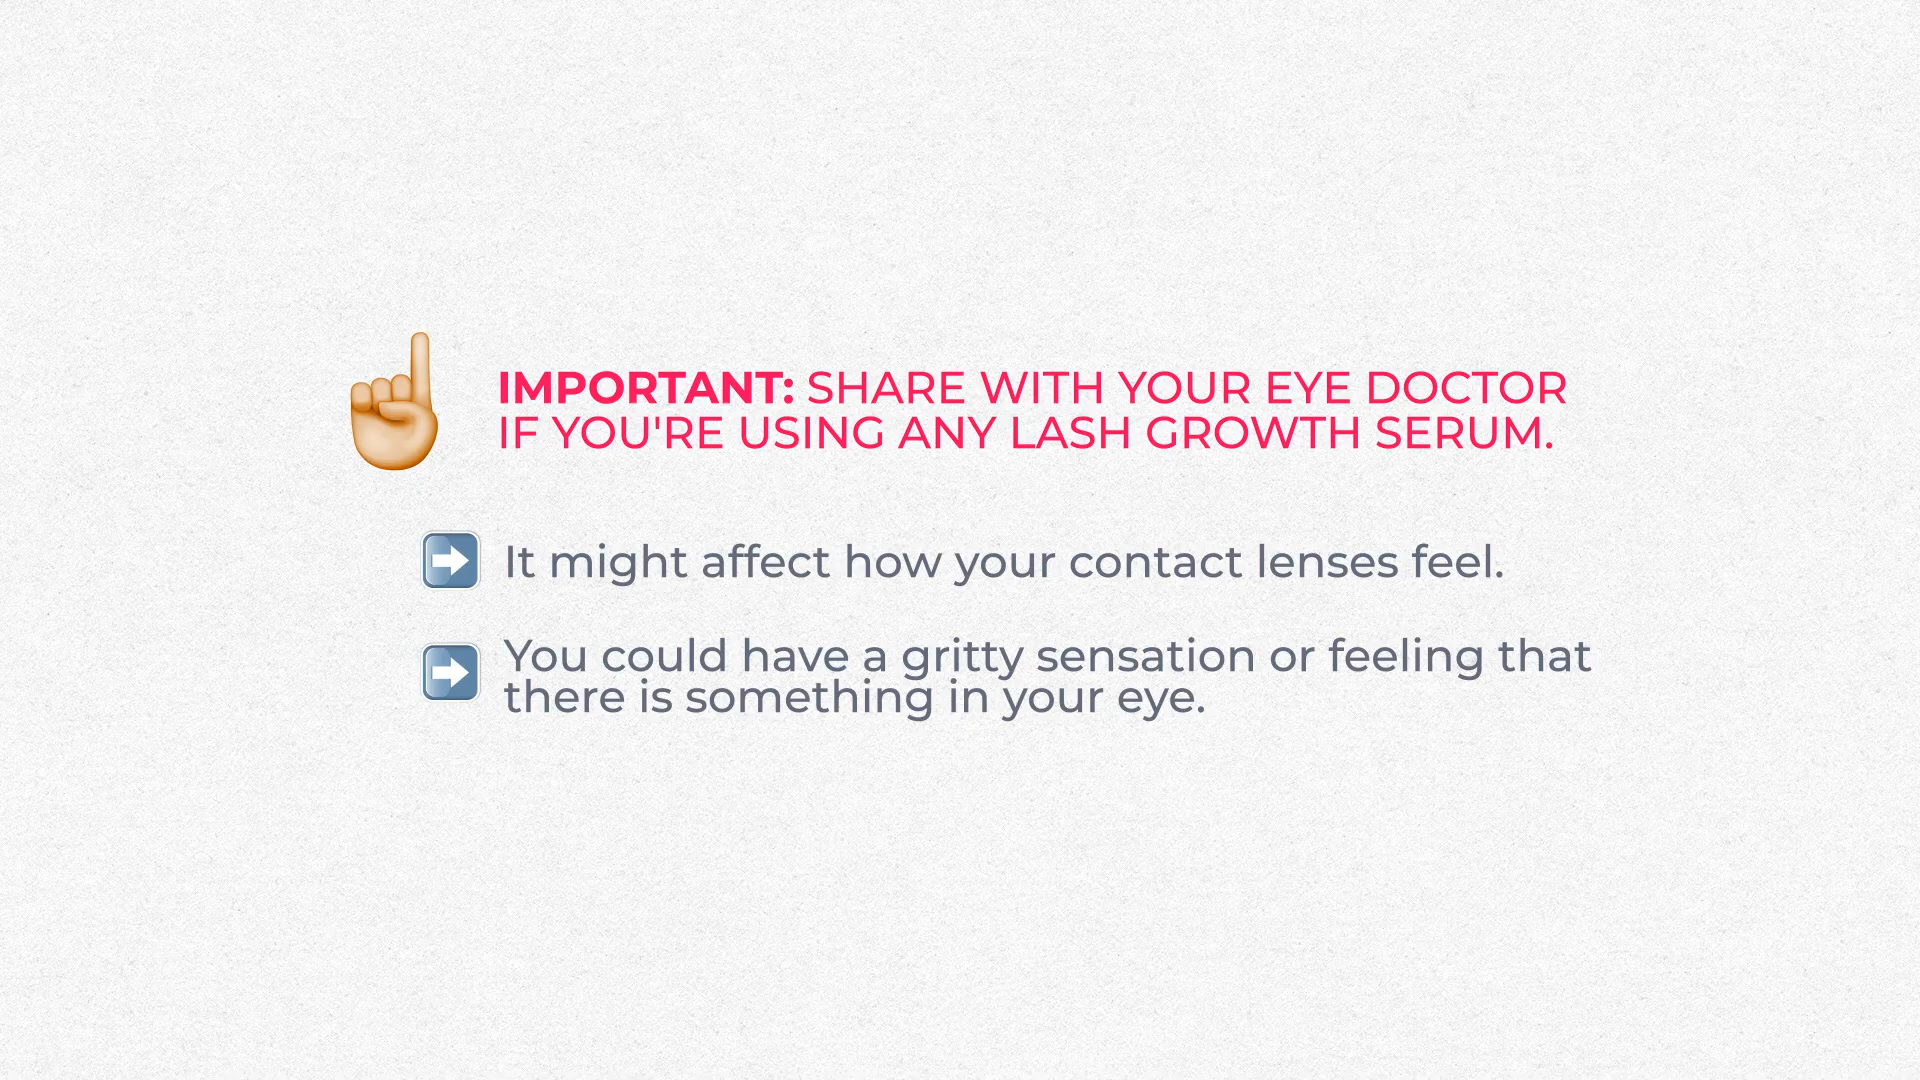 IMPORTANT: SHARE WITH YOUR EYE DOCTOR
IF YOU'RE USING ANY LASH GROWTH SERUM.
It might affect how your contact lenses feel.
You could have a gritty sensation or feeling that
there is something in your eye.